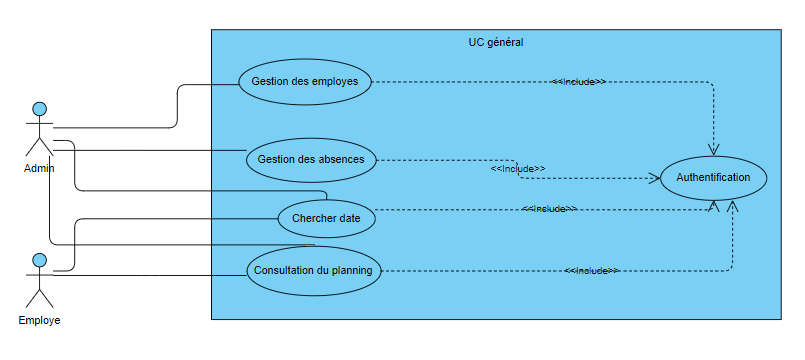 UC général
Gestion des employes
<<Include>>
Gestion des absences
<<Include>>
Admin
Authentification
Chercher date
<<Include>>
Consultation du planning
<<Include>>
Employe